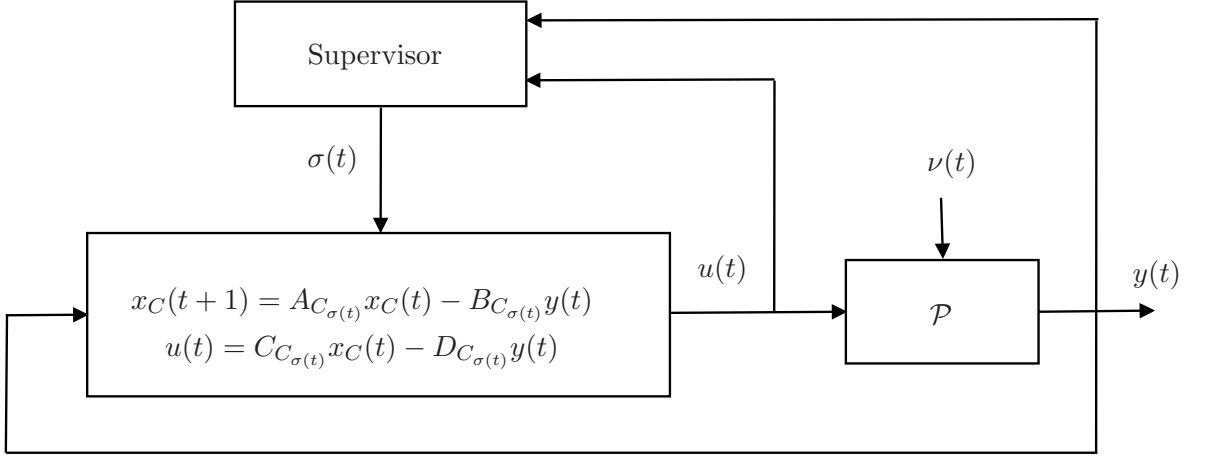 Supervisor
σ(t)
ν(t)
u(t)
y(t)
x_C(t + 1) = A_{C_{σ(t)}} x_C(t) − B_{C_{σ(t)}} y(t)
u(t) = C_{C_{σ(t)}} x_C(t) − D_{C_{σ(t)}} y(t)
𝒫